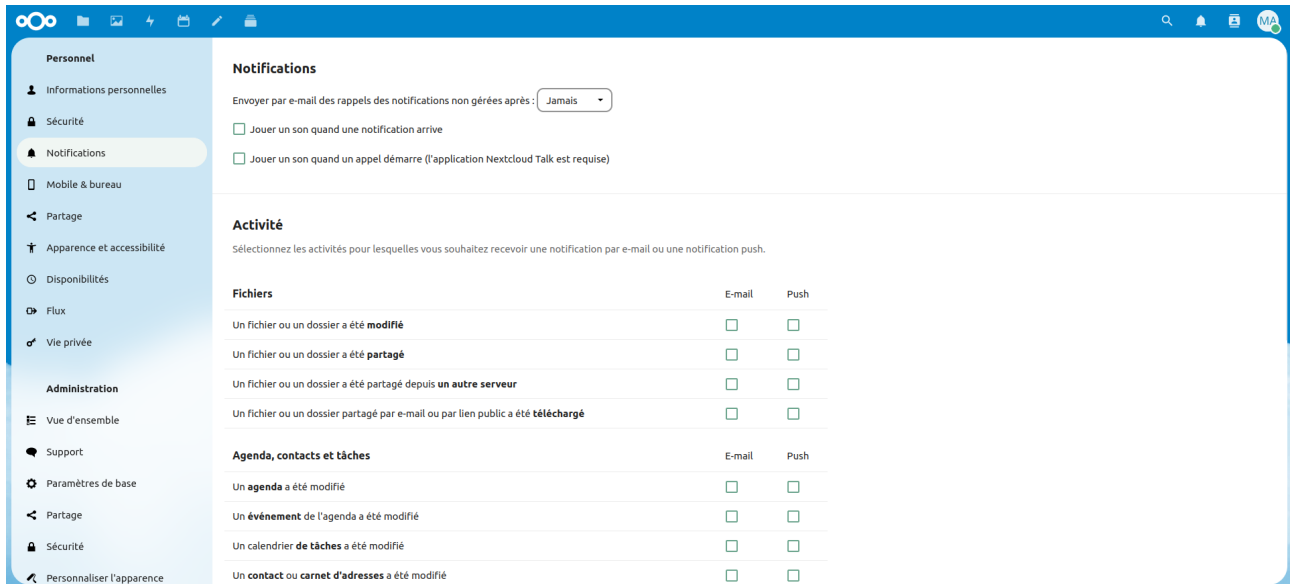 MA
Personnel
Informations personnelles
Sécurité
Notifications
Mobile & bureau
Partage
Apparence et accessibilité
Disponibilités
Flux
Vie privée
Administration
Vue d'ensemble
Support
Paramètres de base
Partage
Sécurité
Personnaliser l'apparence
Notifications
Envoyer par e-mail des rappels des notifications non gérées après : Jamais
Jouer un son quand une notification arrive
Jouer un son quand un appel démarre (l'application Nextcloud Talk est requise)
Activité
Sélectionnez les activités pour lesquelles vous souhaitez recevoir une notification par e-mail ou une notification push.
Fichiers E-mail Push
Un fichier ou un dossier a été modifié
Un fichier ou un dossier a été partagé
Un fichier ou un dossier a été partagé depuis un autre serveur
Un fichier ou un dossier partagé par e-mail ou par lien public a été téléchargé
Agenda, contacts et tâches E-mail Push
Un agenda a été modifié
Un événement de l'agenda a été modifié
Un calendrier de tâches a été modifié
Un contact ou carnet d'adresses a été modifié